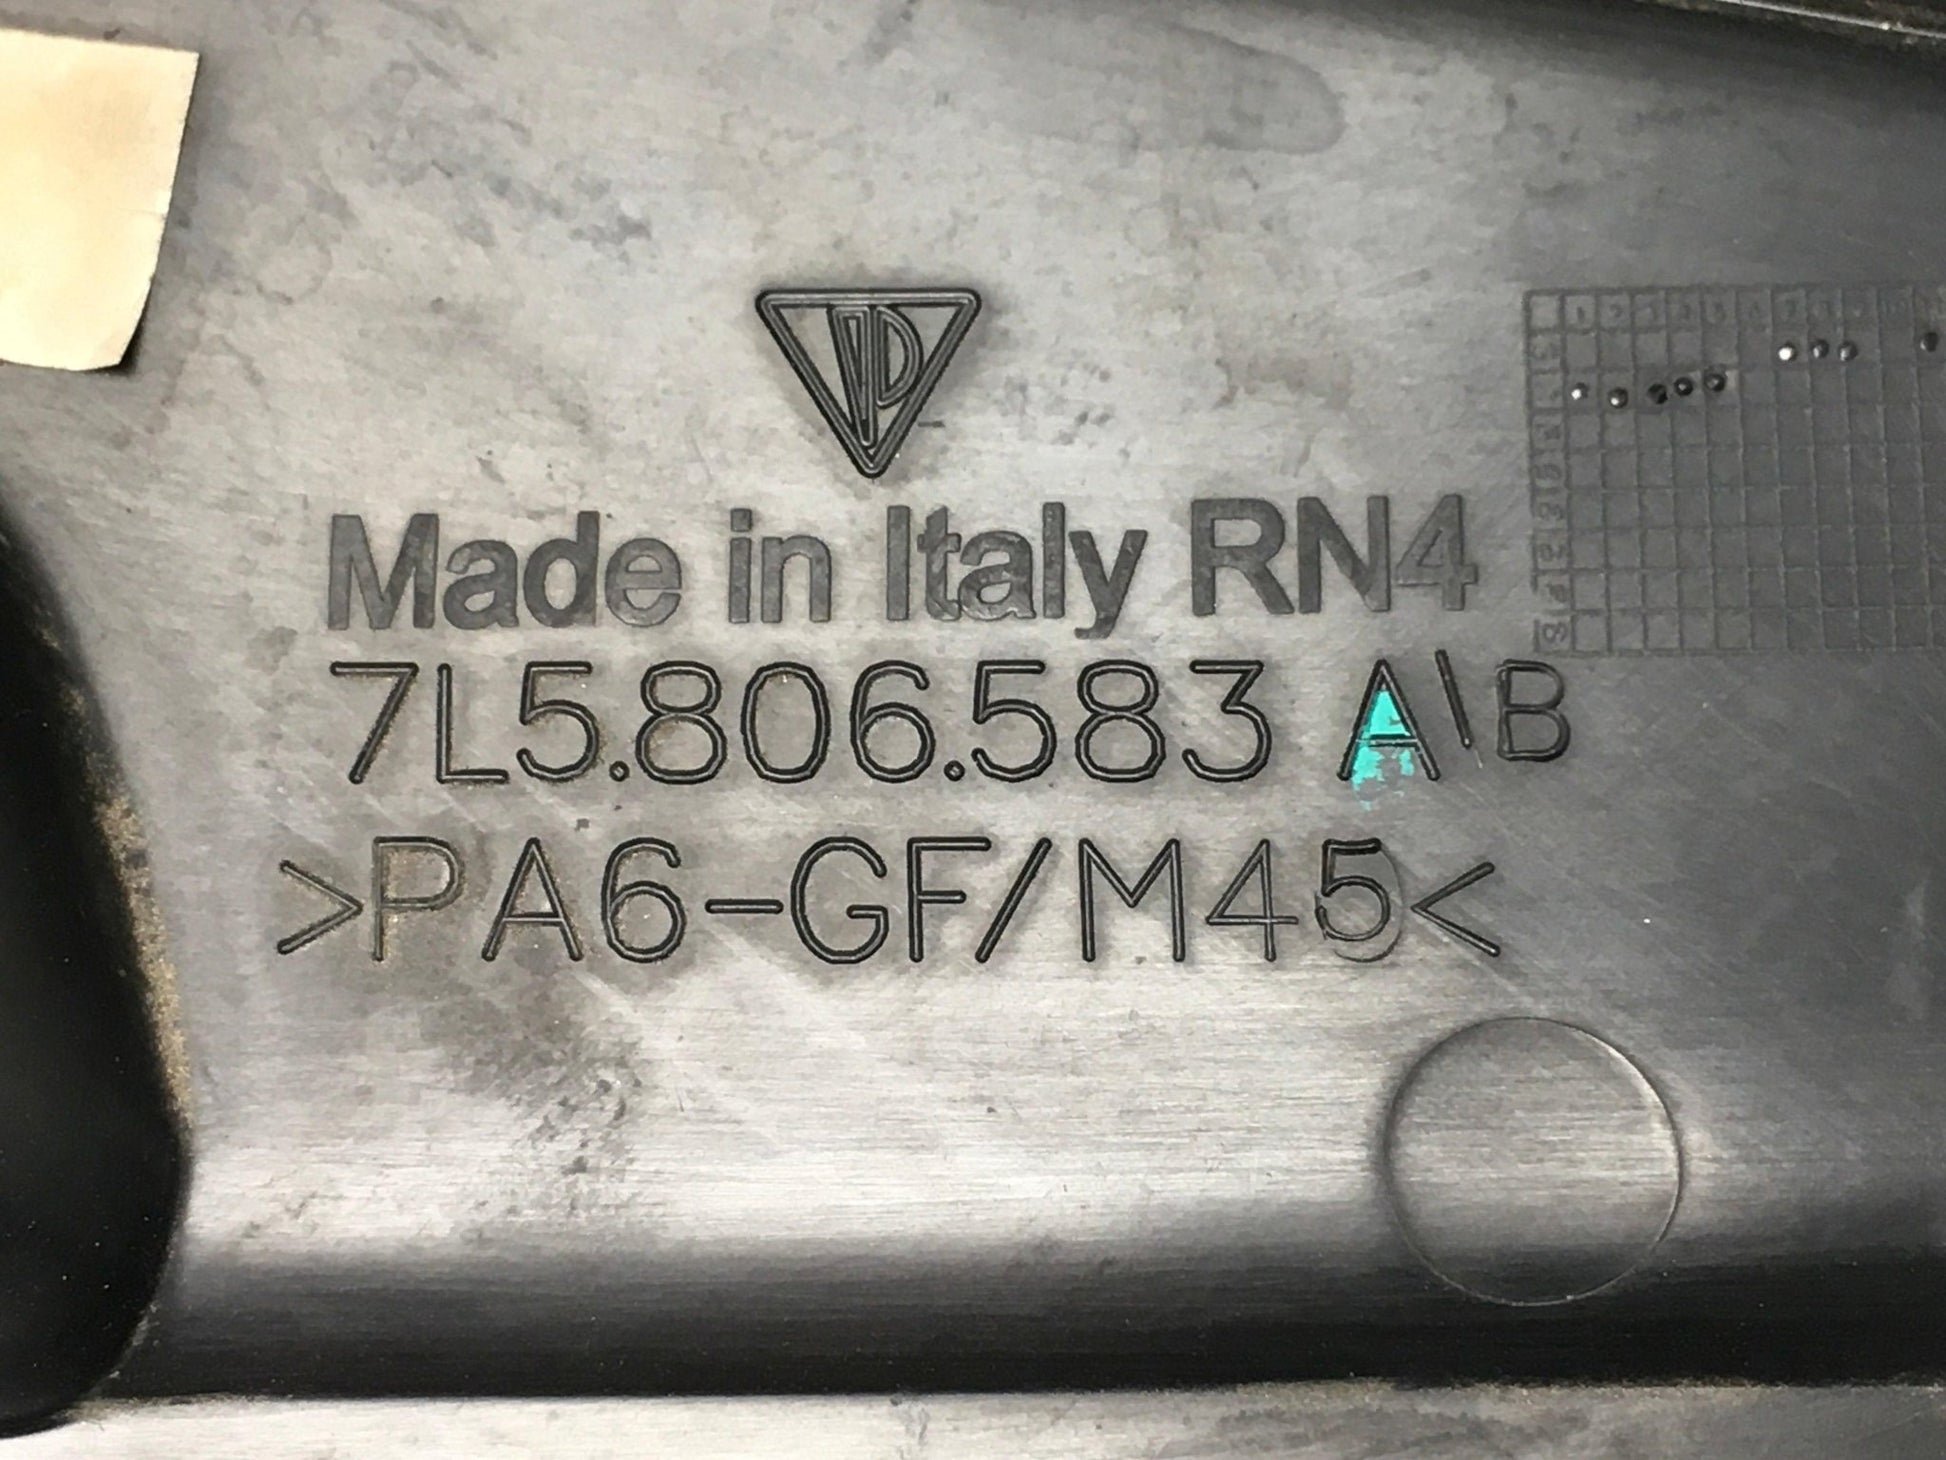 Made in Italy RN4
7L5.806.583 A\B
>PA6-GF/M45<